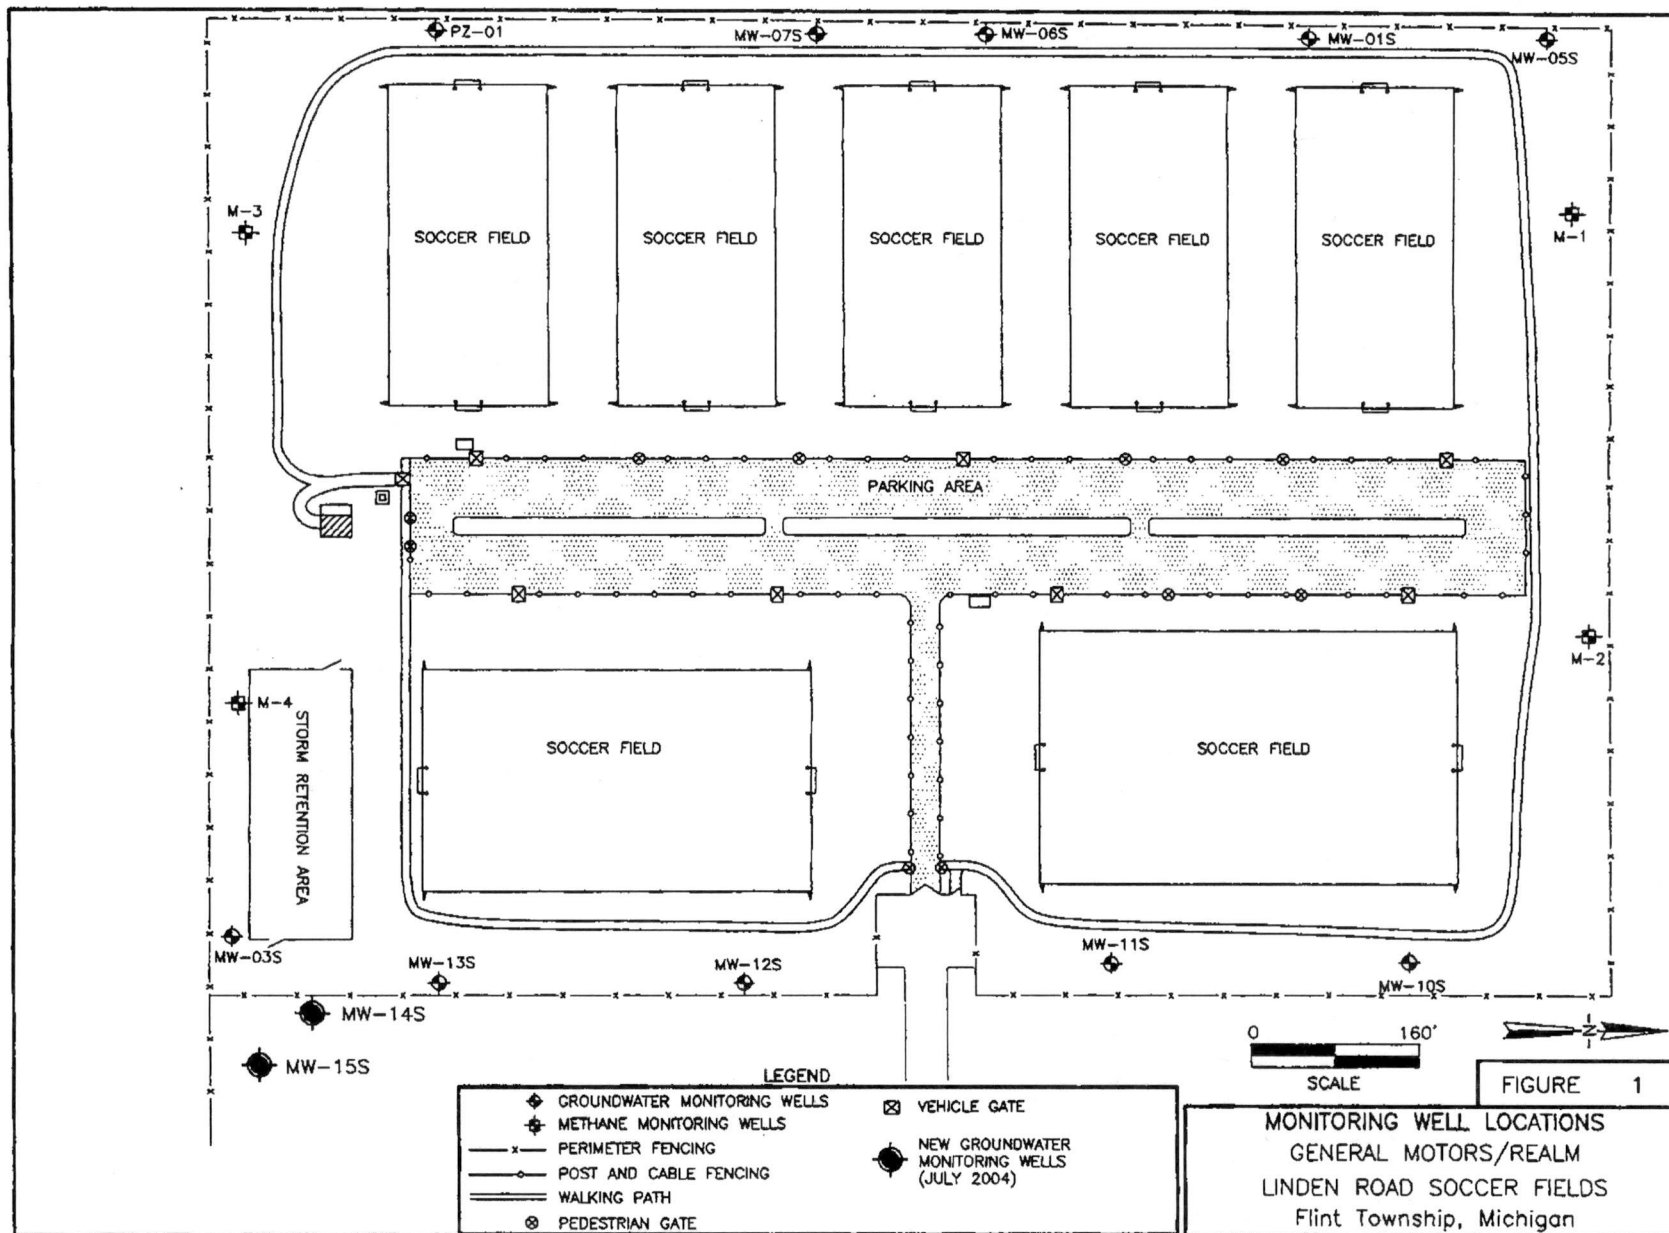 PZ-01
MW-07S
MW-06S
MW-01S
MW-05S
M-3
M-1
SOCCER FIELD
SOCCER FIELD
SOCCER FIELD
SOCCER FIELD
SOCCER FIELD
PARKING AREA
M-2
M-4
STORM RETENTION AREA
SOCCER FIELD
SOCCER FIELD
MW-03S
MW-13S
MW-12S
MW-11S
MW-10S
MW-14S
MW-15S
0 160'
SCALE
N
LEGEND
GROUNDWATER MONITORING WELLS
METHANE MONITORING WELLS
PERIMETER FENCING
POST AND CABLE FENCING
WALKING PATH
PEDESTRIAN GATE
VEHICLE GATE
NEW GROUNDWATER
MONITORING WELLS
(JULY 2004)
FIGURE 1
MONITORING WELL LOCATIONS
GENERAL MOTORS/REALM
LINDEN ROAD SOCCER FIELDS
Flint Township, Michigan